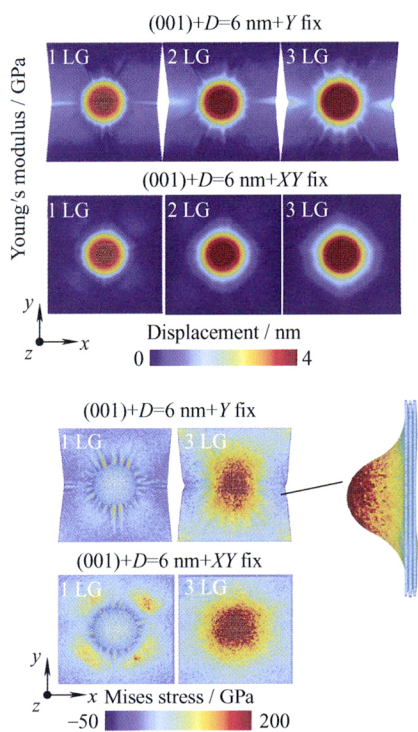 (001)+D=6 nm+Y fix
1 LG 2 LG 3 LG
Young's modulus / GPa
(001)+D=6 nm+XY fix
1 LG 2 LG 3 LG
y
z x
Displacement / nm
0 4
(001)+D=6 nm+Y fix
1 LG 3 LG
(001)+D=6 nm+XY fix
1 LG 3 LG
y
z x
Mises stress / GPa
−50 200